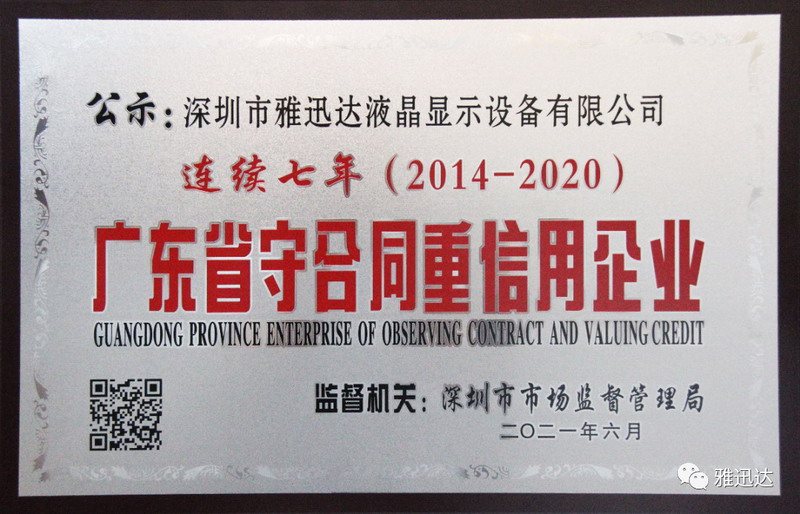 公示：深圳市雅迅达液晶显示设备有限公司
连续七年（2014-2020）
广东省守合同重信用企业
GUANGDONG PROVINCE ENTERPRISE OF OBSERVING CONTRACT AND VALUING CREDIT
监督机关：深圳市市场监督管理局
二〇二一年六月
雅迅达